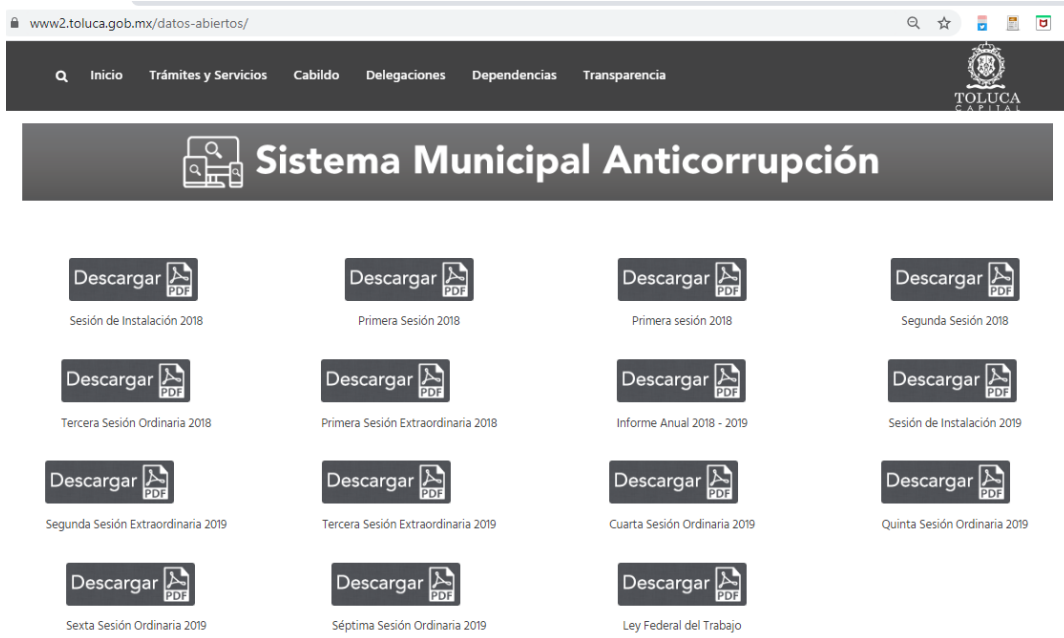 www2.toluca.gob.mx/datos-abiertos/
Inicio Trámites y Servicios Cabildo Delegaciones Dependencias Transparencia
TOLUCA
CAPITAL
Sistema Municipal Anticorrupción
Descargar PDF Descargar PDF Descargar PDF Descargar PDF
Sesión de Instalación 2018 Primera Sesión 2018 Primera sesión 2018 Segunda Sesión 2018
Descargar PDF Descargar PDF Descargar PDF Descargar PDF
Tercera Sesión Ordinaria 2018 Primera Sesión Extraordinaria 2018 Informe Anual 2018 - 2019 Sesión de Instalación 2019
Descargar PDF Descargar PDF Descargar PDF Descargar PDF
Segunda Sesión Extraordinaria 2019 Tercera Sesión Extraordinaria 2019 Cuarta Sesión Ordinaria 2019 Quinta Sesión Ordinaria 2019
Descargar PDF Descargar PDF Descargar PDF
Sexta Sesión Ordinaria 2019 Séptima Sesión Ordinaria 2019 Ley Federal del Trabajo